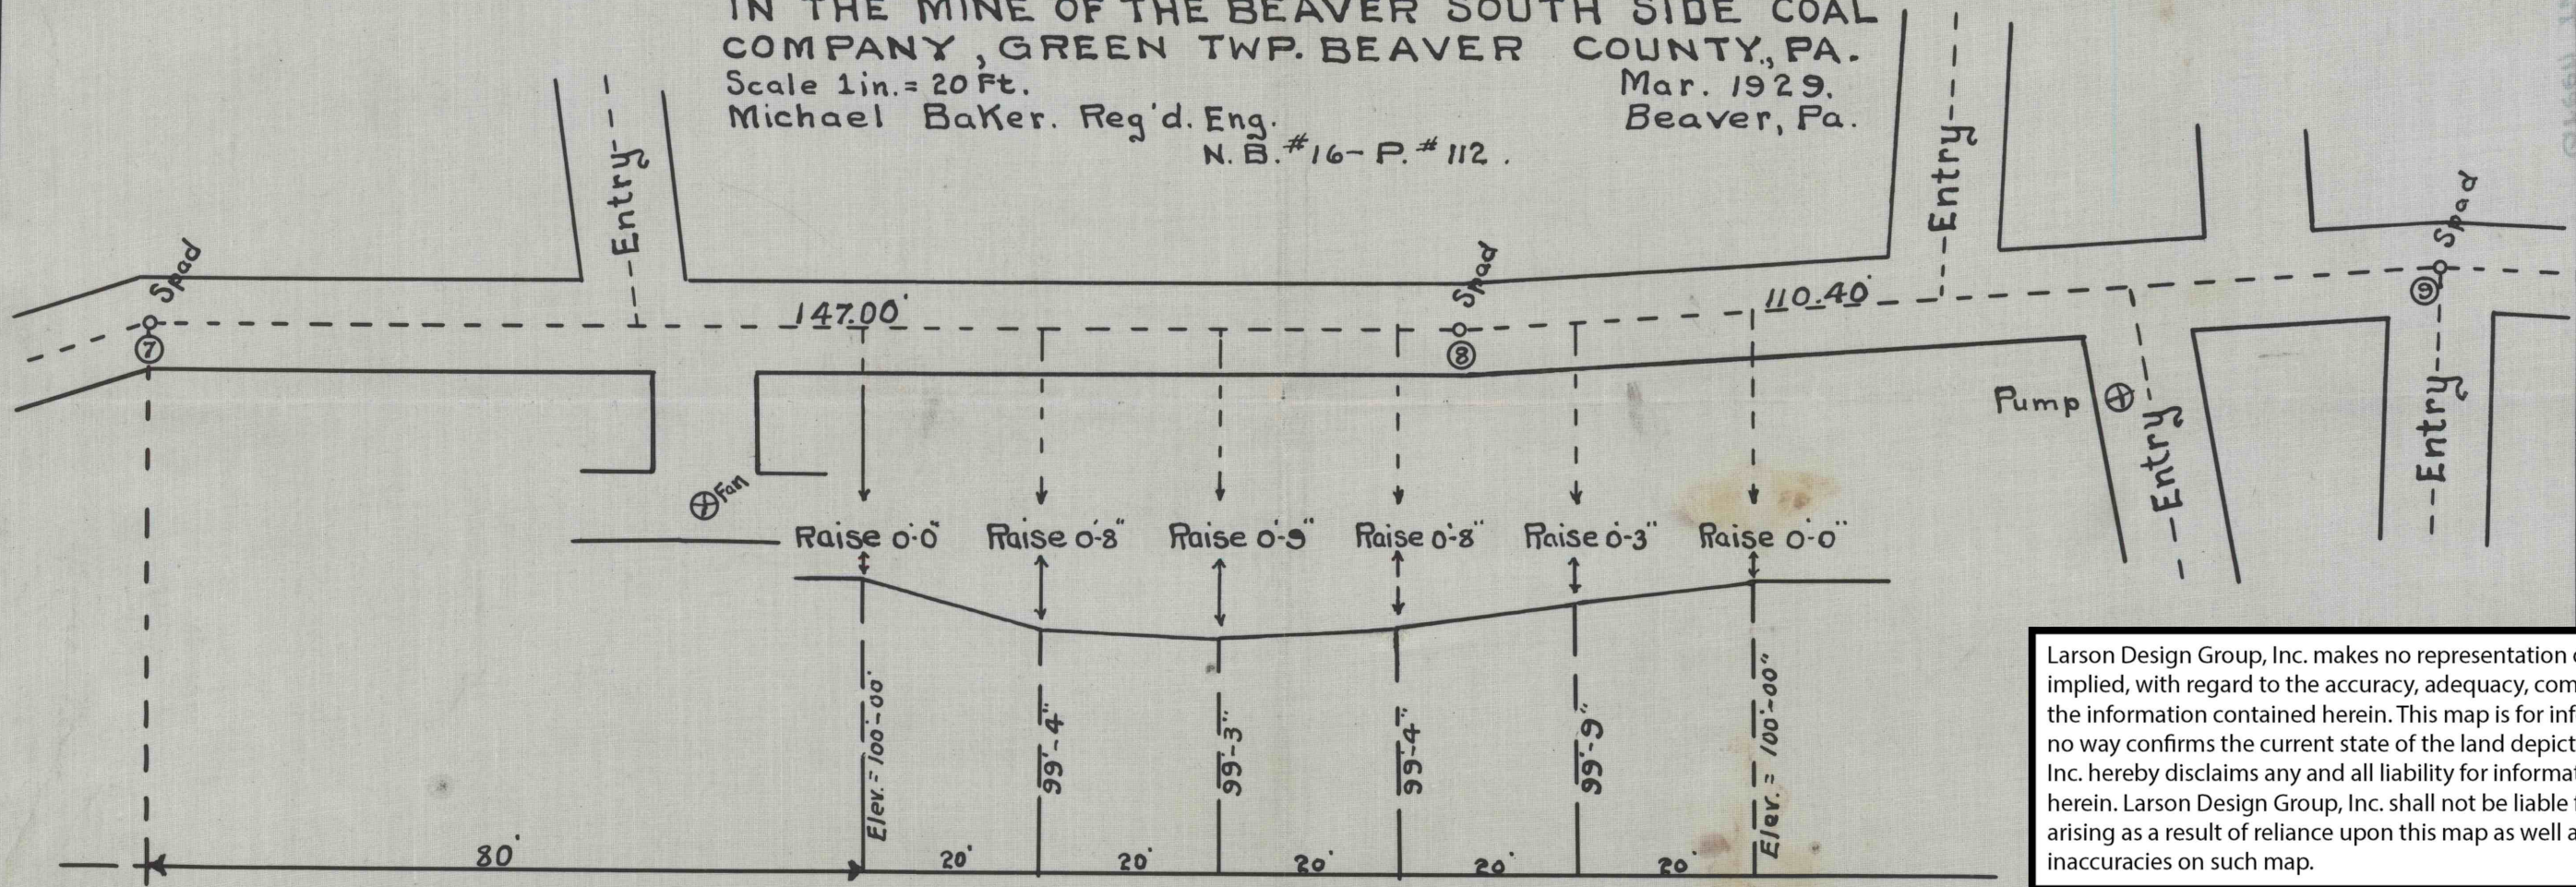 IN THE MINE OF THE BEAVER SOUTH SIDE COAL
COMPANY, GREEN TWP. BEAVER COUNTY., PA.
Scale 1in.= 20 Ft. Mar. 1929.
Michael Baker. Reg'd. Eng. Beaver, Pa.
N. B. #16 - P. #112.
Entry
Entry
Spad
Spad
Spad
147.00'
110.40'
7
8
9
Pump
Entry
Entry
Fan
Raise 0'-0" Raise 0'-8" Raise 0'-9" Raise 0'-8" Raise 0'-3" Raise 0'-0"
Elev. = 100'-00" 99'-4" 99'-3" 99'-4" 99'-9" Elev. = 100'-00"
80' 20' 20' 20' 20' 20'
Larson Design Group, Inc. makes no representation
implied, with regard to the accuracy, adequacy, com
the information contained herein. This map is for inf
no way confirms the current state of the land depict
Inc. hereby disclaims any and all liability for informat
herein. Larson Design Group, Inc. shall not be liable
arising as a result of reliance upon this map as well a
inaccuracies on such map.